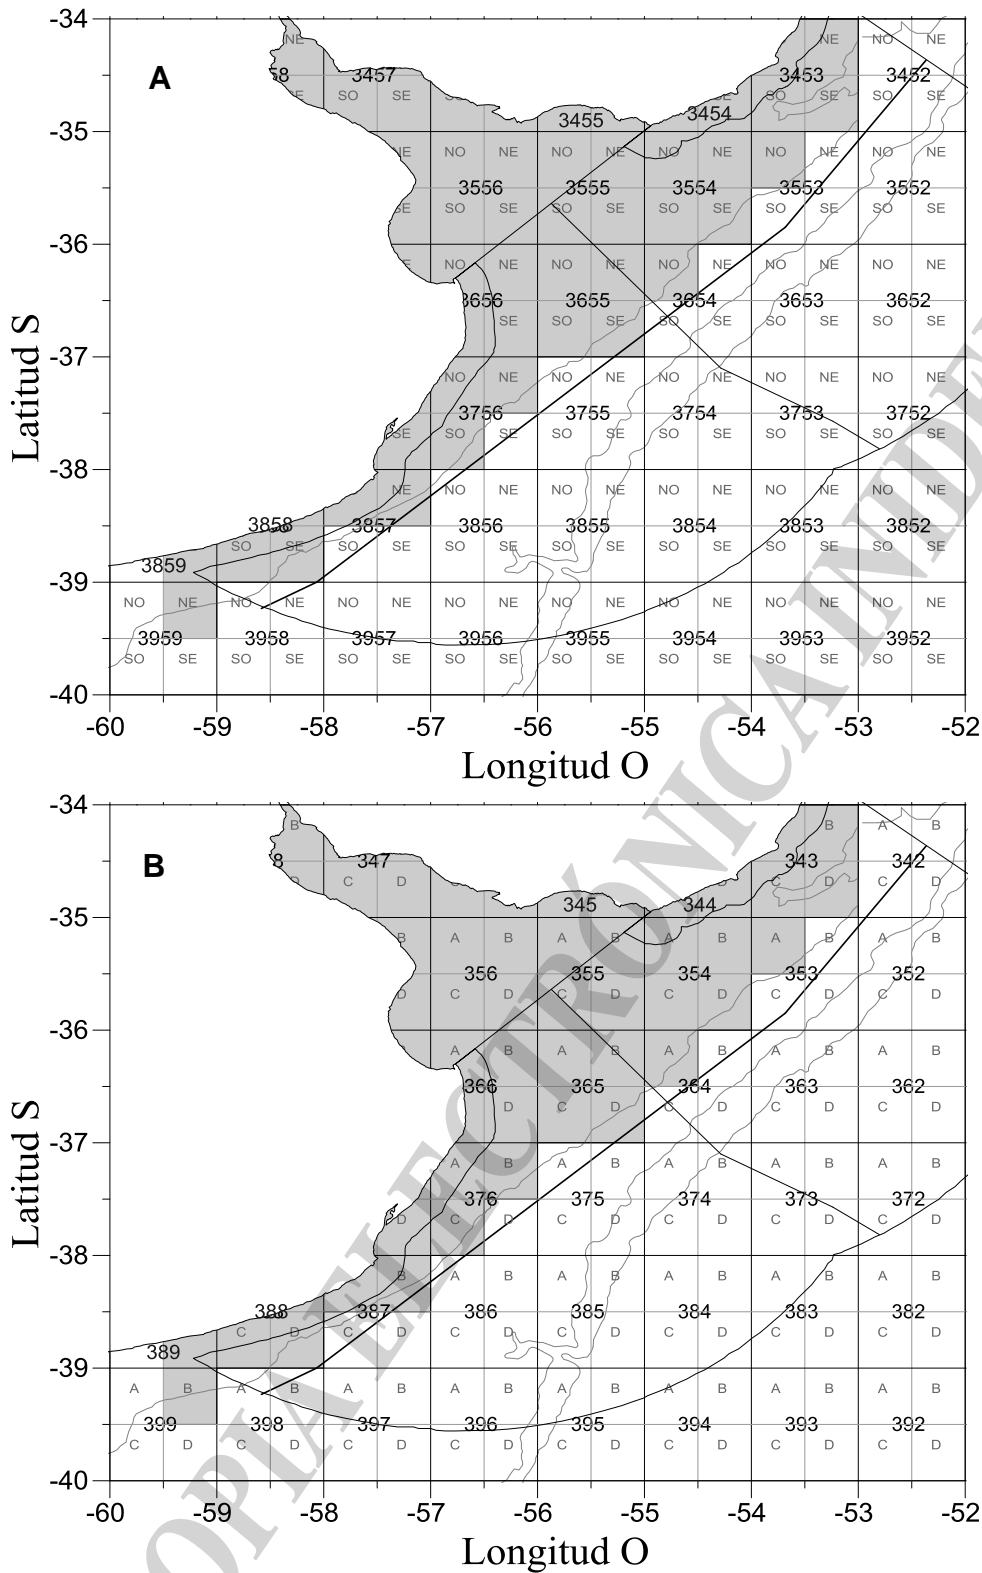 -34
NE NE NO NE
A 58 3457 3453 3452
E SO SE S SE SO SE SO SE
3455 3454
-35
NE NO NE NO NE NO NE NO NE NO NE
3556 3555 3554 3553 3552
SE SO SE SO SE SO SE SO SE SO SE
-36
E NO NE NO NE NO NE NO NE NO NE
3656 3655 3654 3653 3652
SE SO SE SO SE SO SE SO SE
-37
NO NE NO NE NO NE NO NE NO NE
3756 3755 3754 3753 3752
SE SO SE SO SE SO SE SO SE SO SE
-38
NE NO NE NO NE NO NE NO NE NO NE
3858 3857 3856 3855 3854 3853 3852
SO SE SO SE SO SE SO SE SO SE SO SE SO SE
3859
-39
NO NE NO NE NO NE NO NE NO NE NO NE NO NE NO NE
3959 3958 3957 3956 3955 3954 3953 3952
SO SE SO SE SO SE SO SE SO SE SO SE SO SE SO SE
-40
-60 -59 -58 -57 -56 -55 -54 -53 -52
Latitud S
Longitud O
-34
B B A B
B 8 347 343 342
D C D D C D C D
345 344
-35
B A B A B A B A B A B
356 355 354 353 352
D C D C D C D C D C D
-36
A B A B A B A B A B
366 365 364 363 362
D C D C D C D C D
-37
A B A B A B A B A B
376 375 374 373 372
D C D C D C D C D C D
-38
B A B A B A B A B A B
388 387 386 385 384 383 382
C D C D C D C D C D C D C D
389
-39
A B A B A B A B A B A B A B A B
399 398 397 396 395 394 393 392
C D C D C D C D C D C D C D C D
-40
-60 -59 -58 -57 -56 -55 -54 -53 -52
Latitud S
Longitud O
OPIA ELECTRÓNICA INIDE